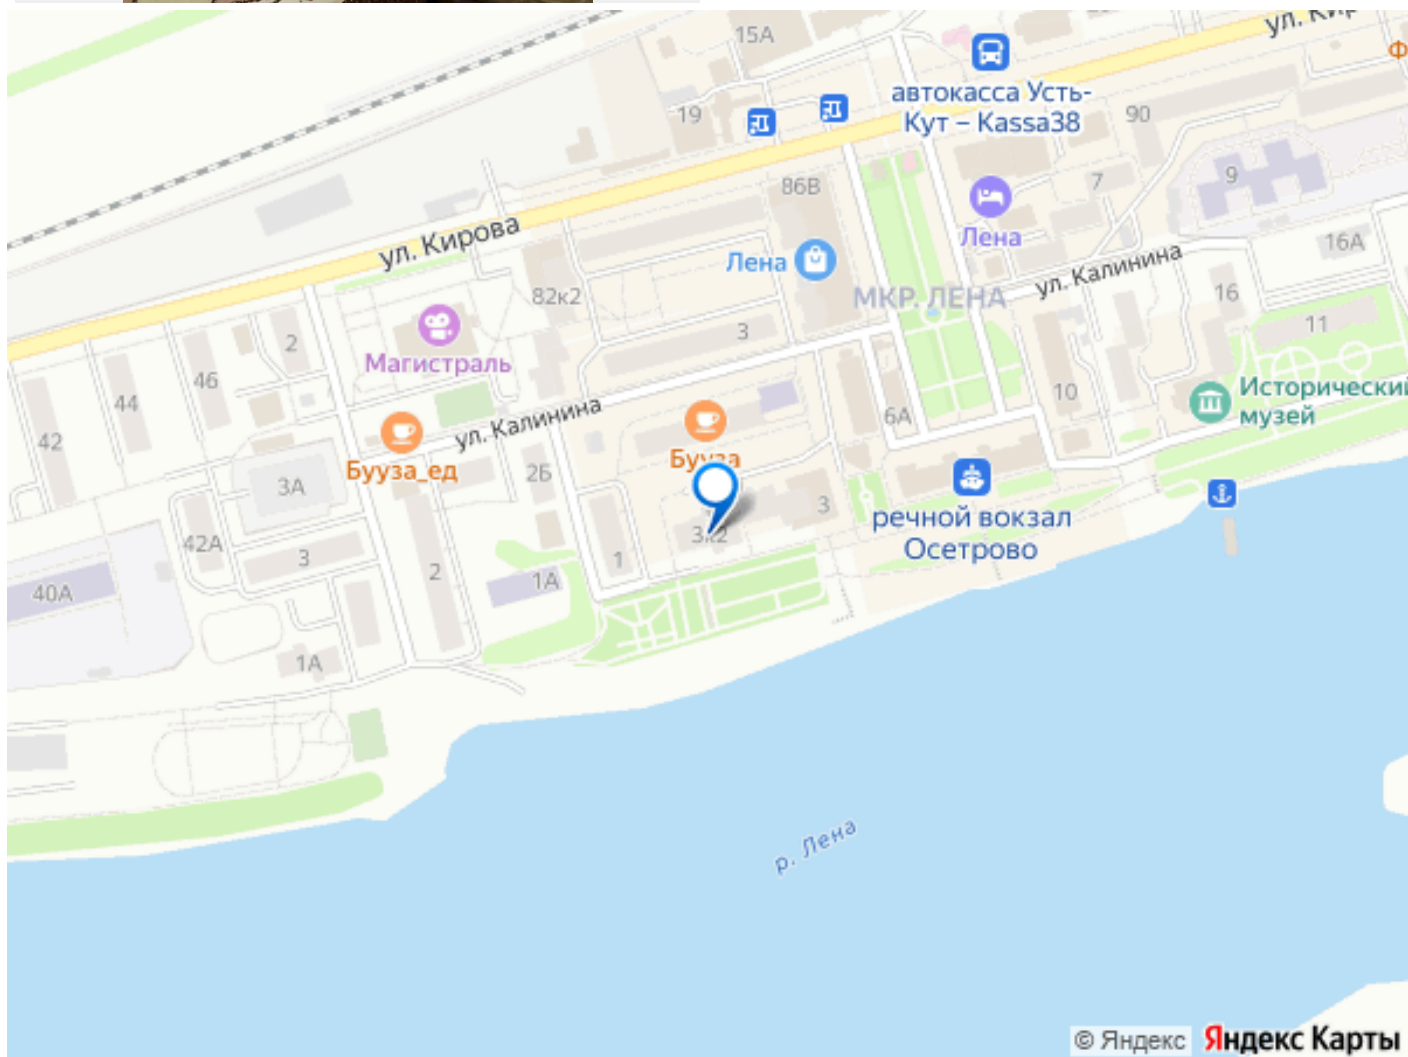 15А
ул. Кир
Ф
автокасса Усть-
Кут – Kassa38
19
90
86В
7
9
ул. Кирова
Лена
Лена
16А
ул. Калинина
82к2
МКР. ЛЕНА
16
2
3
11
Магистраль
46
44
42
Исторический
музей
10
6А
ул. Калинина
Бууза
Бууза_ед
2Б
3А
3
3к2
речной вокзал
Осетрово
42А
3
1
2
1А
40А
1А
р. Лена
© Яндекс Яндекс Карты